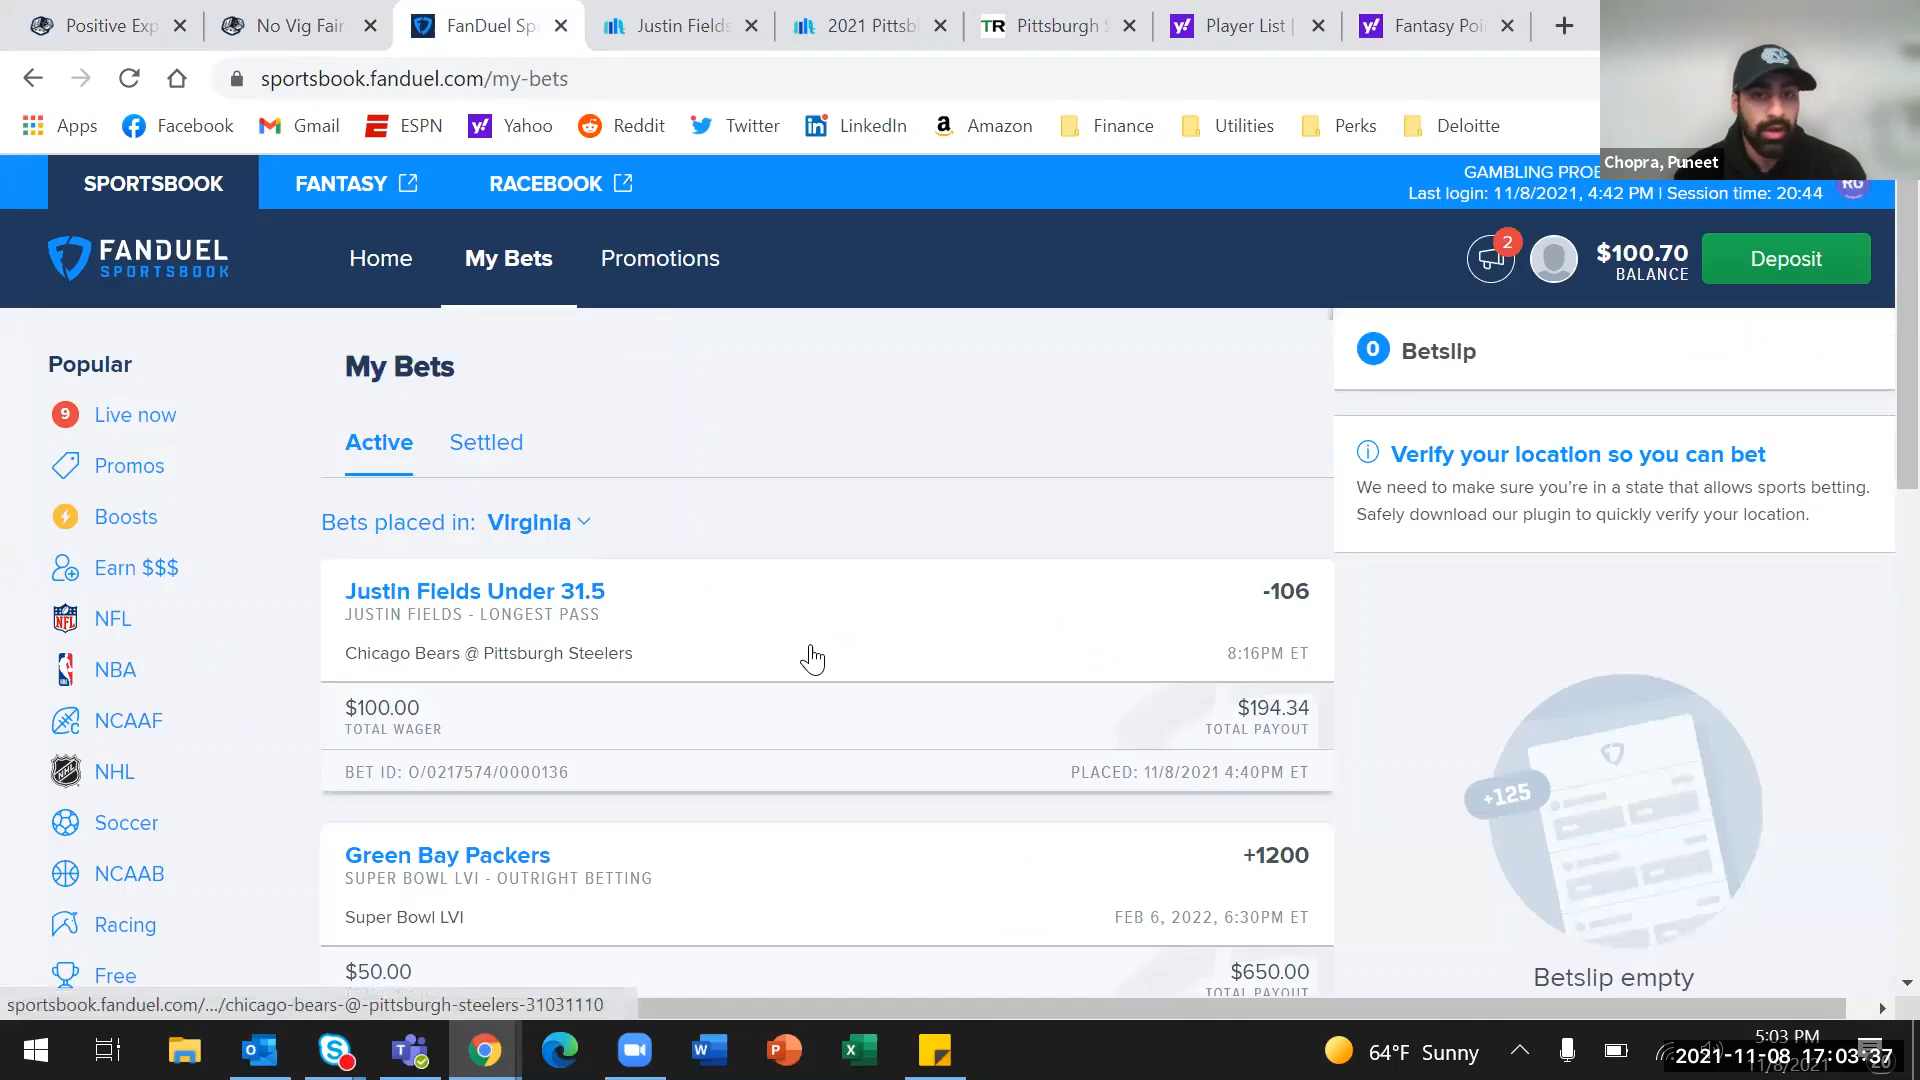 Positive Exp
No Vig Fair
FanDuel Sp
Justin Fields
2021 Pittsb
TR
Pittsburgh
Player List
Fantasy Poi
sportsbook.fanduel.com/my-bets
Apps
Facebook
Gmail
ESPN
Yahoo
Reddit
Twitter
LinkedIn
Amazon
Finance
Utilities
Perks
Deloitte
Chopra, Puneet
SPORTSBOOK
FANTASY
RACEBOOK
GAMBLING PROB
Last login: 11/8/2021, 4:42 PM | Session time: 20:44
RG
FANDUEL
SPORTSBOOK
Home
My Bets
Promotions
2
$100.70
BALANCE
Deposit
Popular
9
Live now
Promos
Boosts
Earn $$$
NFL
NBA
NCAAF
NHL
Soccer
NCAAB
Racing
Free
My Bets
Active
Settled
Bets placed in: Virginia
Justin Fields Under 31.5
-106
JUSTIN FIELDS - LONGEST PASS
Chicago Bears @ Pittsburgh Steelers
8:16PM ET
$100.00
$194.34
TOTAL WAGER
TOTAL PAYOUT
BET ID: O/0217574/0000136
PLACED: 11/8/2021 4:40PM ET
Green Bay Packers
+1200
SUPER BOWL LVI - OUTRIGHT BETTING
Super Bowl LVI
FEB 6, 2022, 6:30PM ET
$50.00
$650.00
TOTAL PAYOUT
0
Betslip
Verify your location so you can bet
We need to make sure you're in a state that allows sports betting.
Safely download our plugin to quickly verify your location.
+125
Betslip empty
sportsbook.fanduel.com/.../chicago-bears-@-pittsburgh-steelers-31031110
64°F Sunny
5:03 PM
2021-11-08 17:03:37
11/8/2021
20